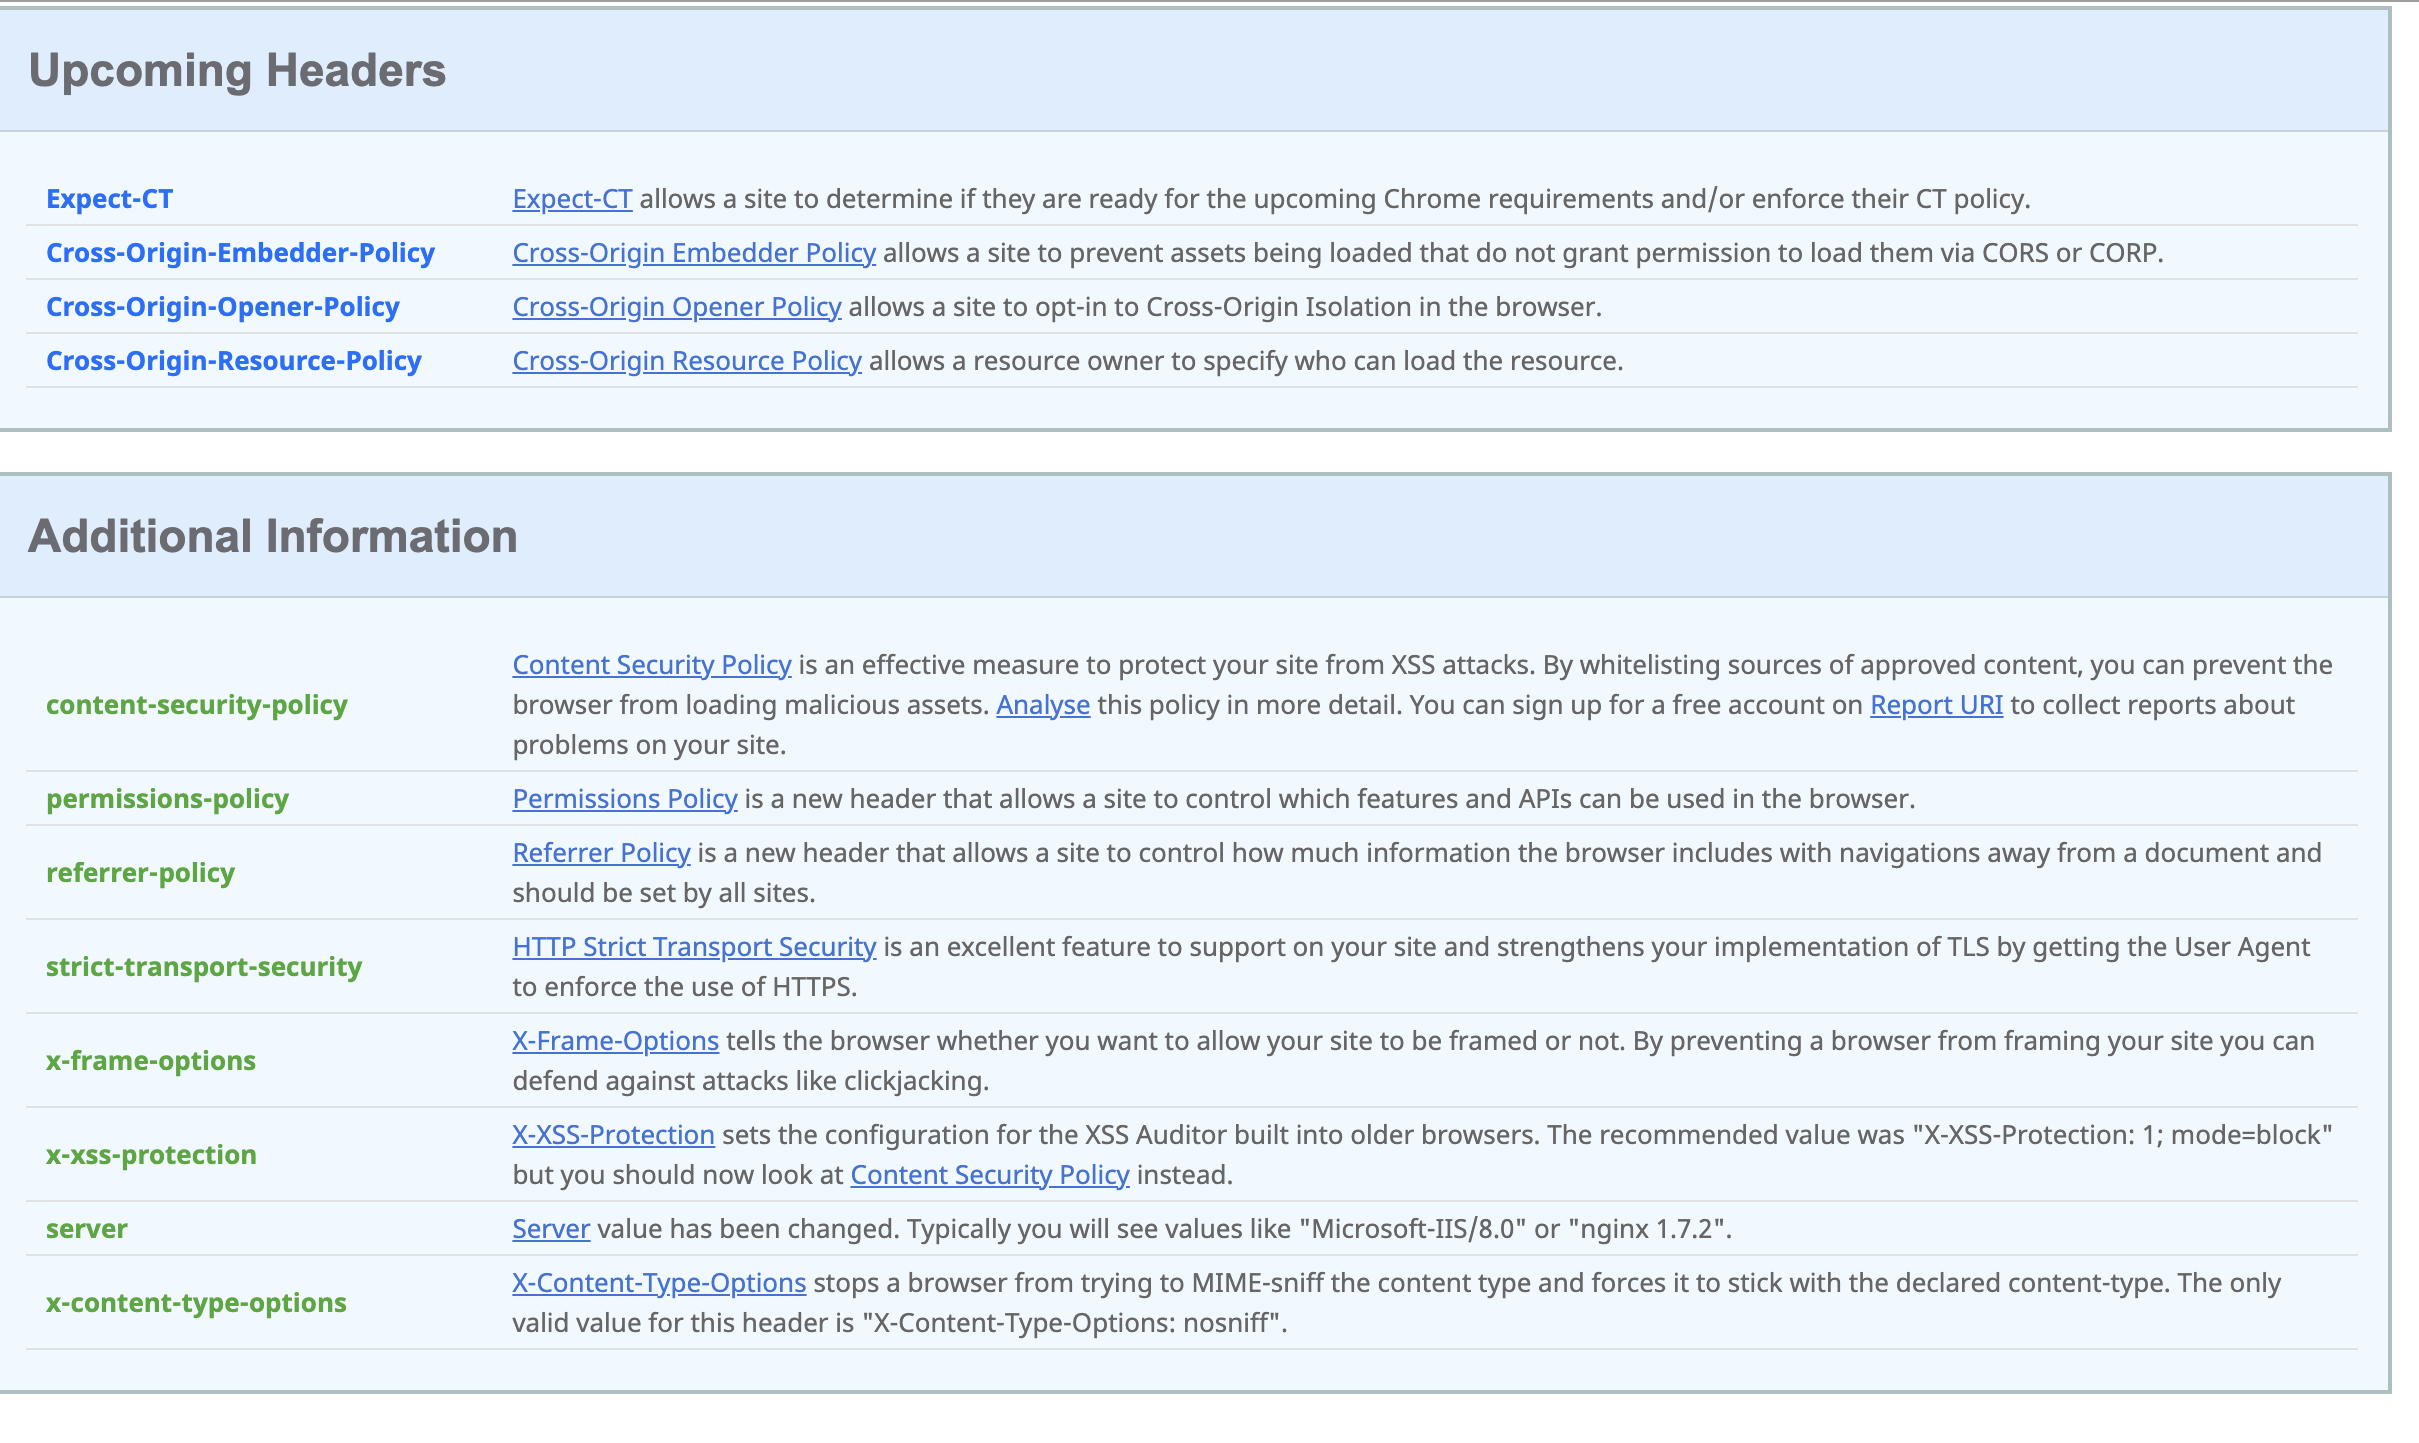 Upcoming Headers
Expect-CT
Expect-CT allows a site to determine if they are ready for the upcoming Chrome requirements and/or enforce their CT policy.
Cross-Origin-Embedder-Policy
Cross-Origin Embedder Policy allows a site to prevent assets being loaded that do not grant permission to load them via CORS or CORP.
Cross-Origin-Opener-Policy
Cross-Origin Opener Policy allows a site to opt-in to Cross-Origin Isolation in the browser.
Cross-Origin-Resource-Policy
Cross-Origin Resource Policy allows a resource owner to specify who can load the resource.
Additional Information
content-security-policy
Content Security Policy is an effective measure to protect your site from XSS attacks. By whitelisting sources of approved content, you can prevent the
browser from loading malicious assets. Analyse this policy in more detail. You can sign up for a free account on Report URI to collect reports about
problems on your site.
permissions-policy
Permissions Policy is a new header that allows a site to control which features and APIs can be used in the browser.
referrer-policy
Referrer Policy is a new header that allows a site to control how much information the browser includes with navigations away from a document and
should be set by all sites.
strict-transport-security
HTTP Strict Transport Security is an excellent feature to support on your site and strengthens your implementation of TLS by getting the User Agent
to enforce the use of HTTPS.
x-frame-options
X-Frame-Options tells the browser whether you want to allow your site to be framed or not. By preventing a browser from framing your site you can
defend against attacks like clickjacking.
x-xss-protection
X-XSS-Protection sets the configuration for the XSS Auditor built into older browsers. The recommended value was "X-XSS-Protection: 1; mode=block"
but you should now look at Content Security Policy instead.
server
Server value has been changed. Typically you will see values like "Microsoft-IIS/8.0" or "nginx 1.7.2".
x-content-type-options
X-Content-Type-Options stops a browser from trying to MIME-sniff the content type and forces it to stick with the declared content-type. The only
valid value for this header is "X-Content-Type-Options: nosniff".